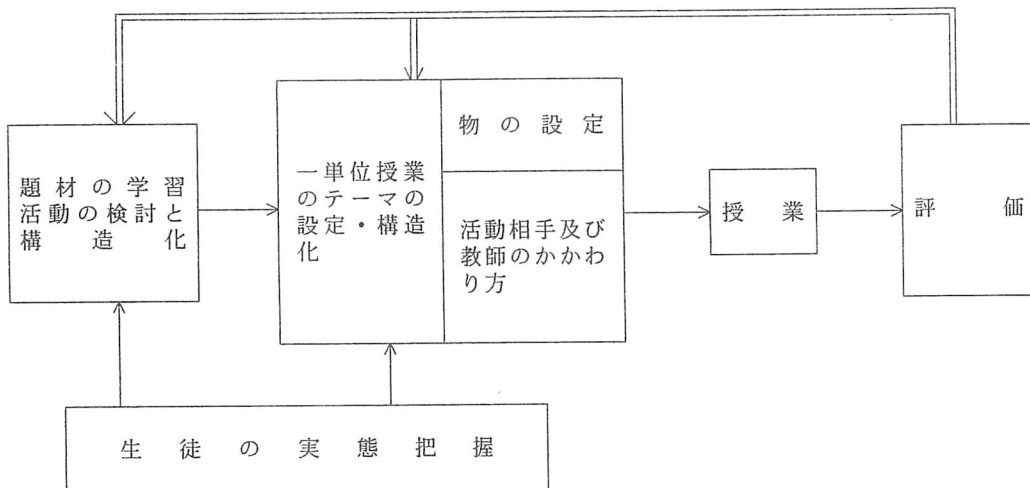 題材の学習
活動の検討と
構造化
一単位授業
のテーマの
設定・構造
化
物の設定
活動相手及び
教師のかかわ
り方
授業
評価
生徒の実態把握